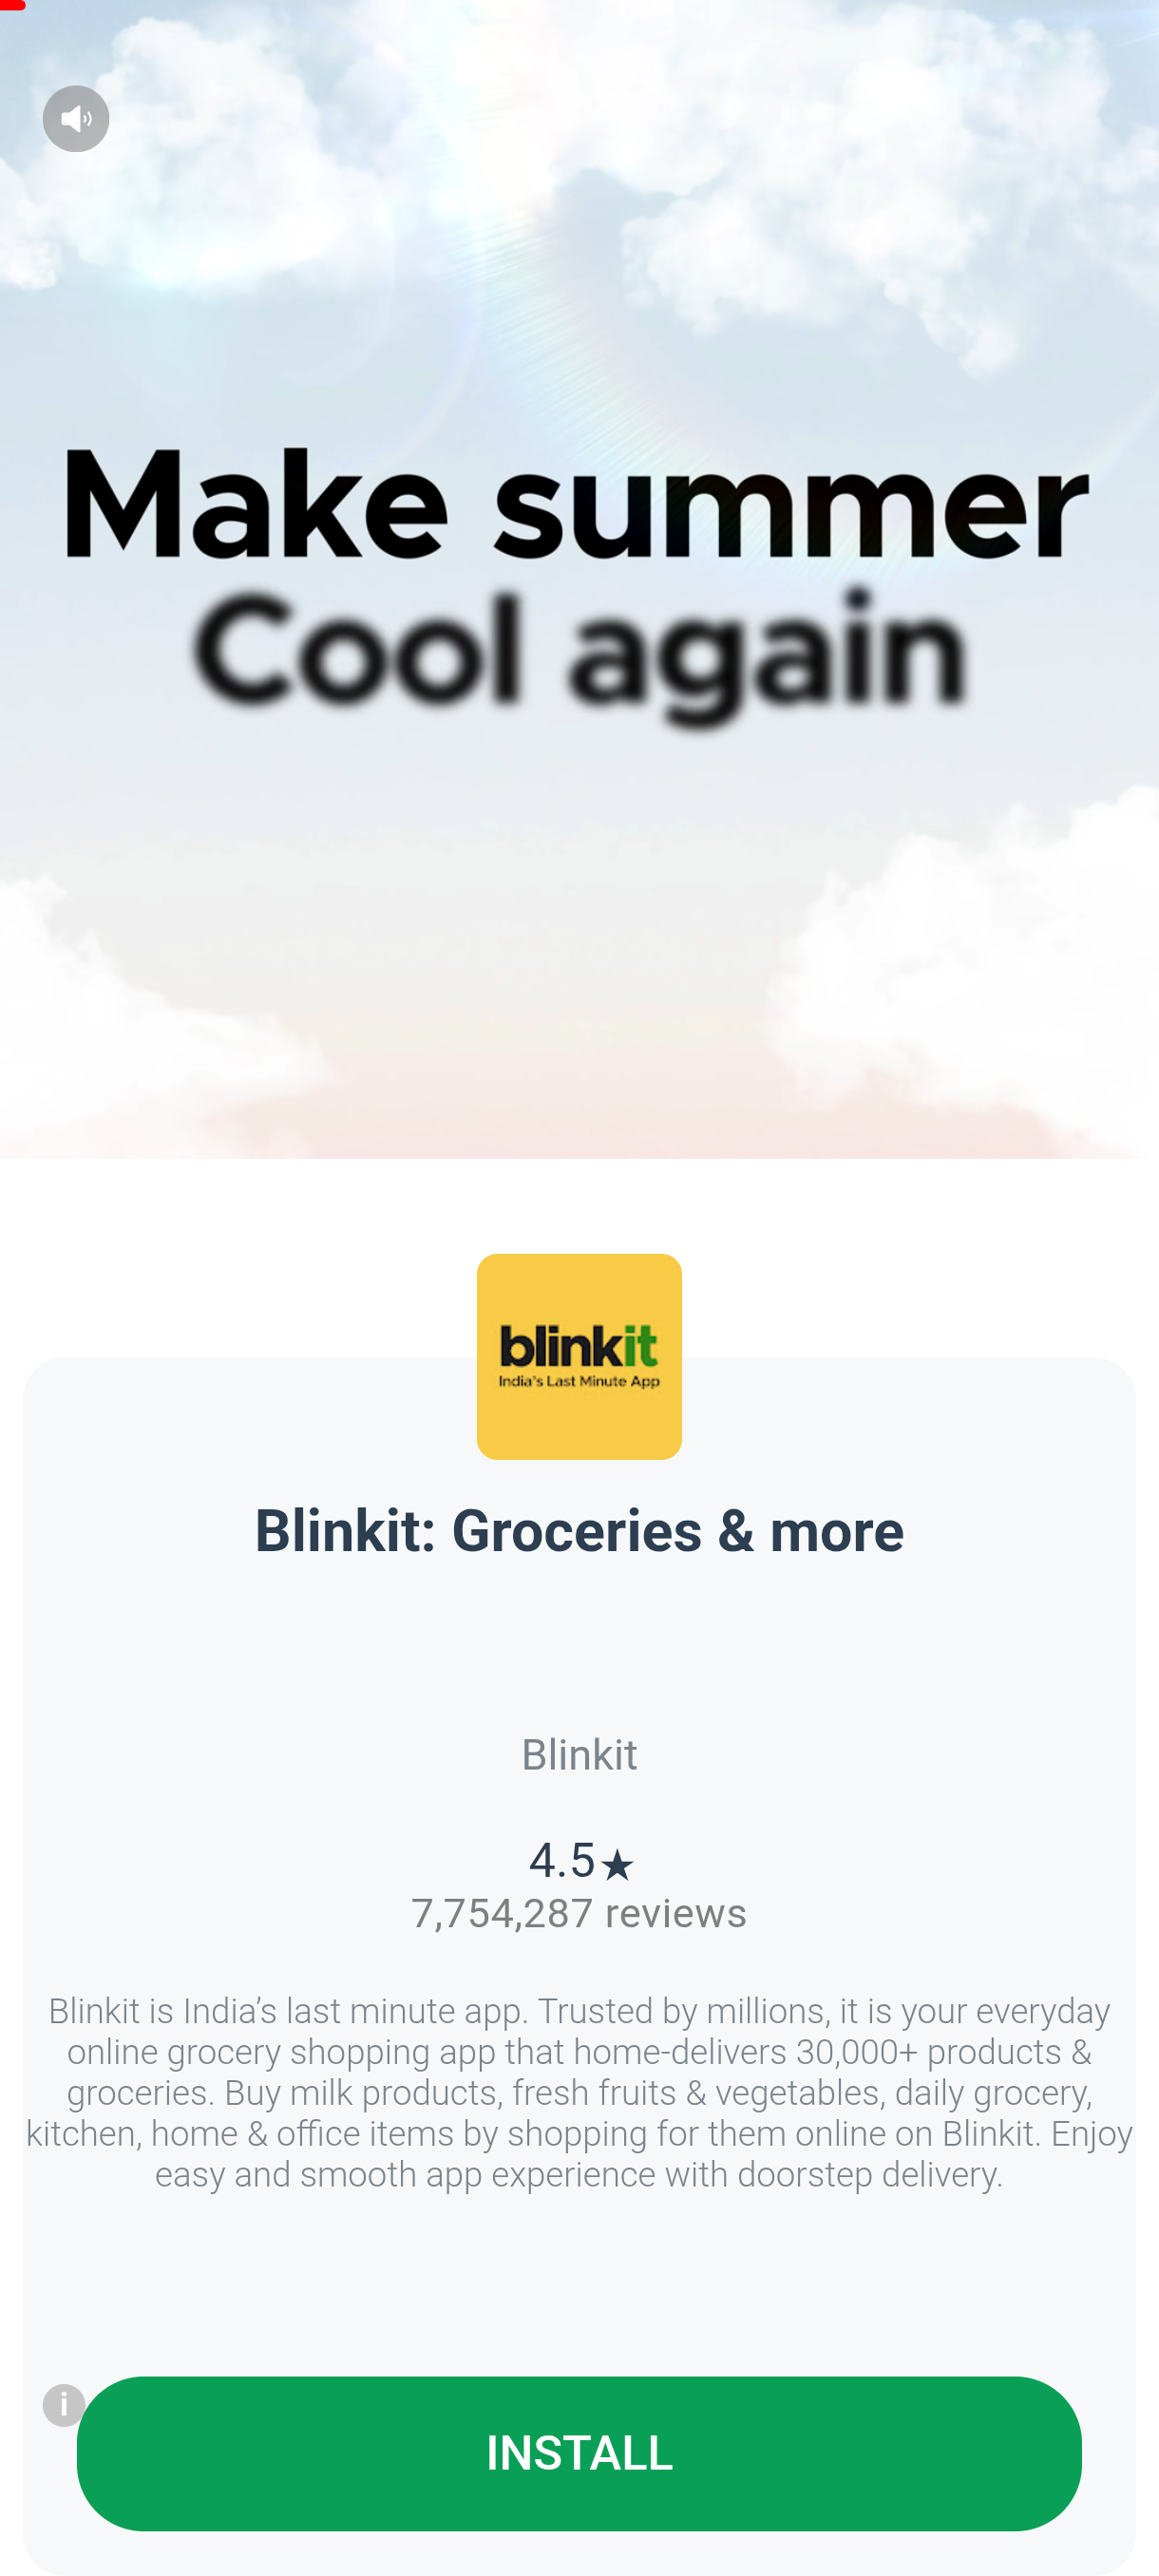 Make summer
Cool again
blinkit
India's Last Minute App
Blinkit: Groceries & more
Blinkit
4.5★
7,754,287 reviews
Blinkit is India’s last minute app. Trusted by millions, it is your everyday
online grocery shopping app that home-delivers 30,000+ products &
groceries. Buy milk products, fresh fruits & vegetables, daily grocery,
kitchen, home & office items by shopping for them online on Blinkit. Enjoy
easy and smooth app experience with doorstep delivery.
i
INSTALL